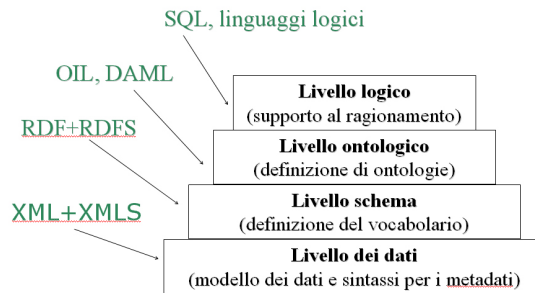 SQL, linguaggi logici
OIL, DAML
Livello logico
(supporto al ragionamento)
RDF+RDFS
Livello ontologico
(definizione di ontologie)
Livello schema
(definizione del vocabolario)
XML+XMLS
Livello dei dati
(modello dei dati e sintassi per i metadati)